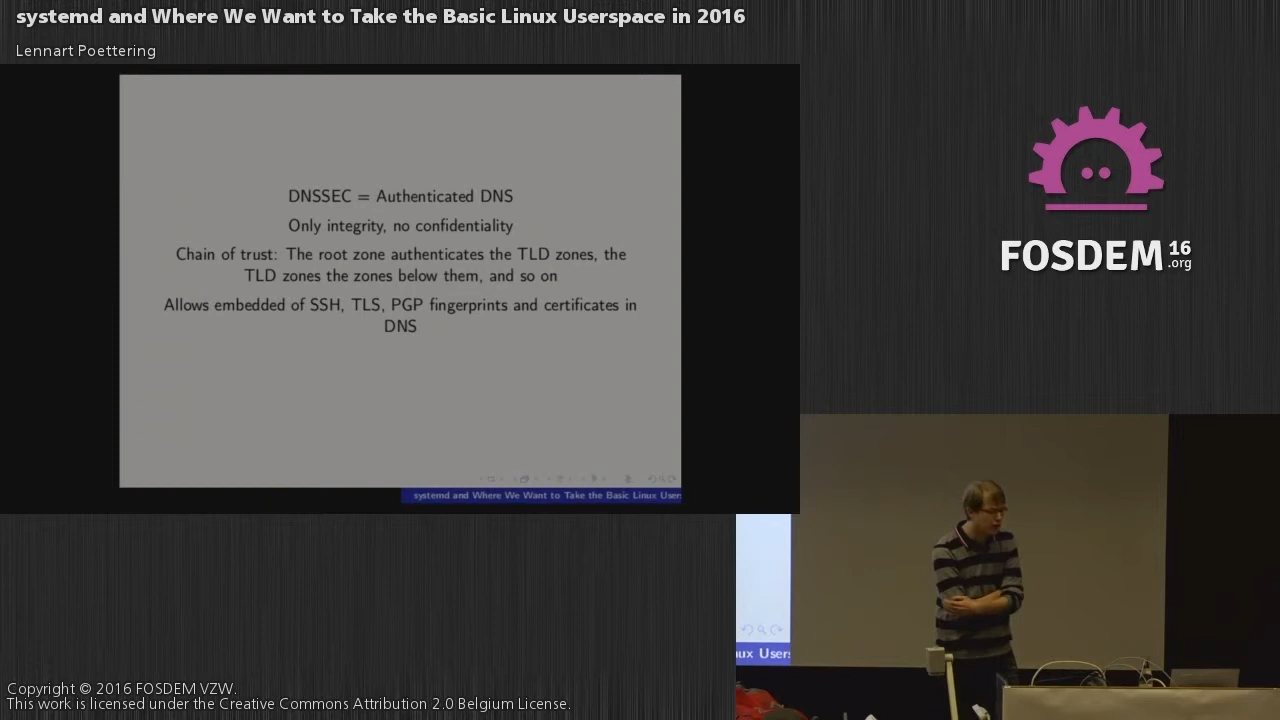 systemd and Where We Want to Take the Basic Linux Userspace in 2016
Lennart Poettering
DNSSEC = Authenticated DNS
Only integrity, no confidentiality
Chain of trust: The root zone authenticates the TLD zones, the
TLD zones the zones below them, and so on
Allows embedded of SSH, TLS, PGP fingerprints and certificates in
DNS
systemd and Where We Want to Take the Basic Linux Users
FOSDEM 16
.org
nux Users
Copyright © 2016 FOSDEM VZW.
This work is licensed under the Creative Commons Attribution 2.0 Belgium License.